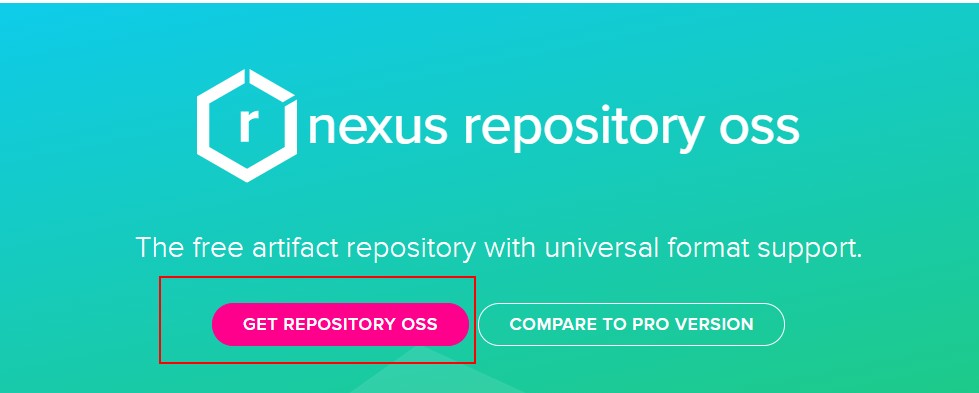 r nexus repository oss
The free artifact repository with universal format support.
GET REPOSITORY OSS COMPARE TO PRO VERSION